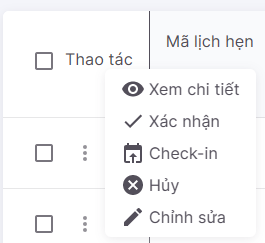 Thao tác
Mã lịch hẹn
Xem chi tiết
Xác nhận
Check-in
Hủy
Chỉnh sửa